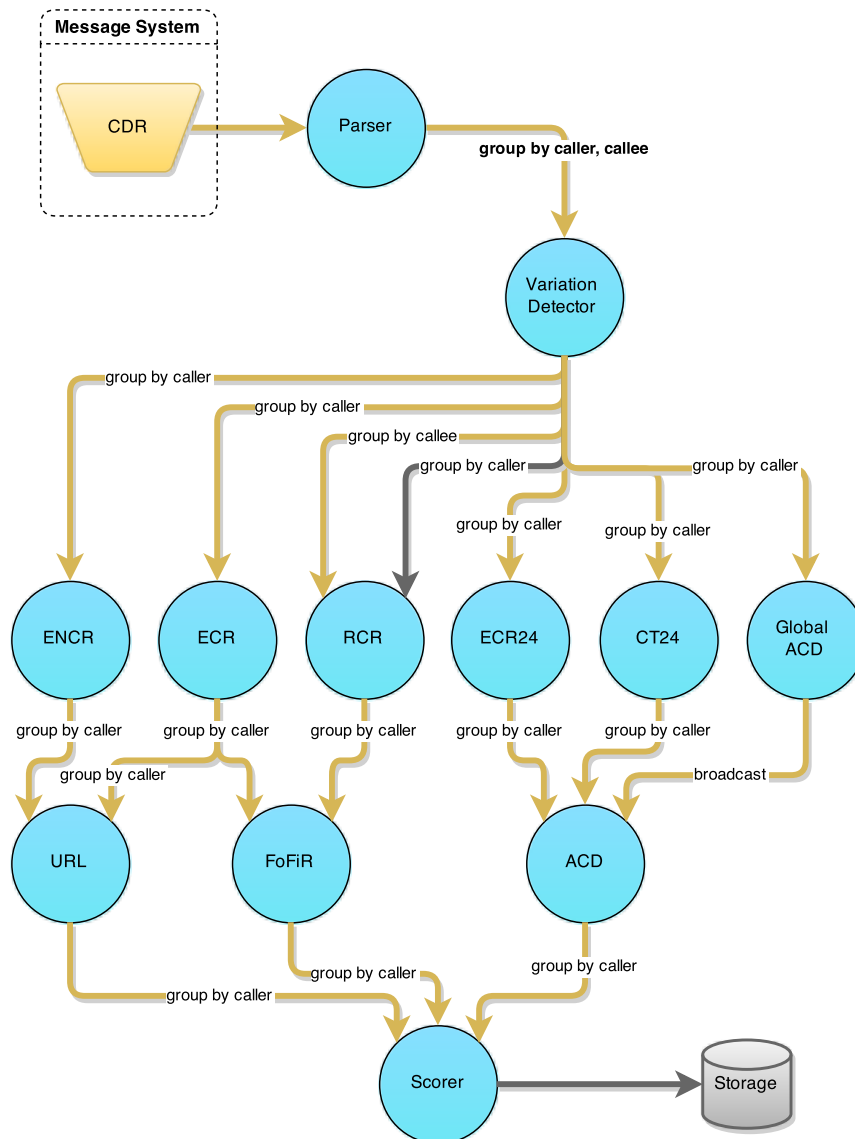 Message System
CDR
Parser
group by caller, callee
Variation
Detector
group by caller
group by caller
group by callee
group by caller
group by caller
group by caller
group by caller
ENCR
ECR
RCR
ECR24
CT24
Global
ACD
group by caller
group by caller
group by caller
group by caller
group by caller
group by caller
broadcast
URL
FoFiR
ACD
group by caller
group by caller
group by caller
Scorer
Storage